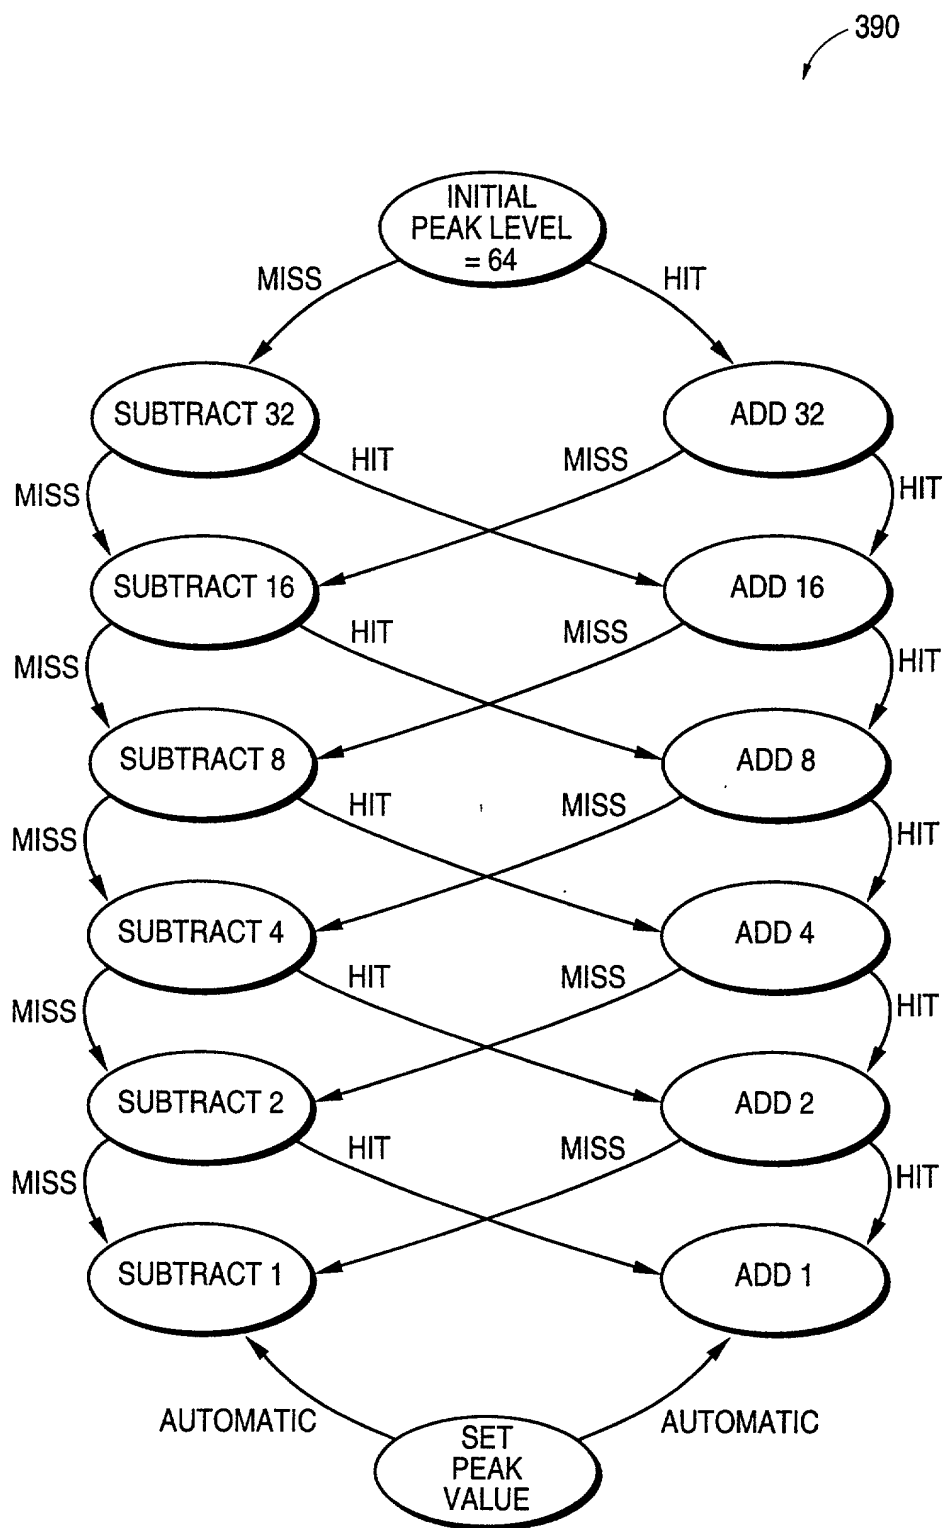 390
INITIAL
PEAK LEVEL
= 64
MISS
HIT
SUBTRACT 32
ADD 32
HIT
MISS
MISS
HIT
SUBTRACT 16
ADD 16
HIT
MISS
MISS
HIT
SUBTRACT 8
ADD 8
HIT
MISS
MISS
HIT
SUBTRACT 4
ADD 4
HIT
MISS
MISS
HIT
SUBTRACT 2
ADD 2
HIT
MISS
MISS
HIT
SUBTRACT 1
ADD 1
AUTOMATIC
AUTOMATIC
SET
PEAK
VALUE